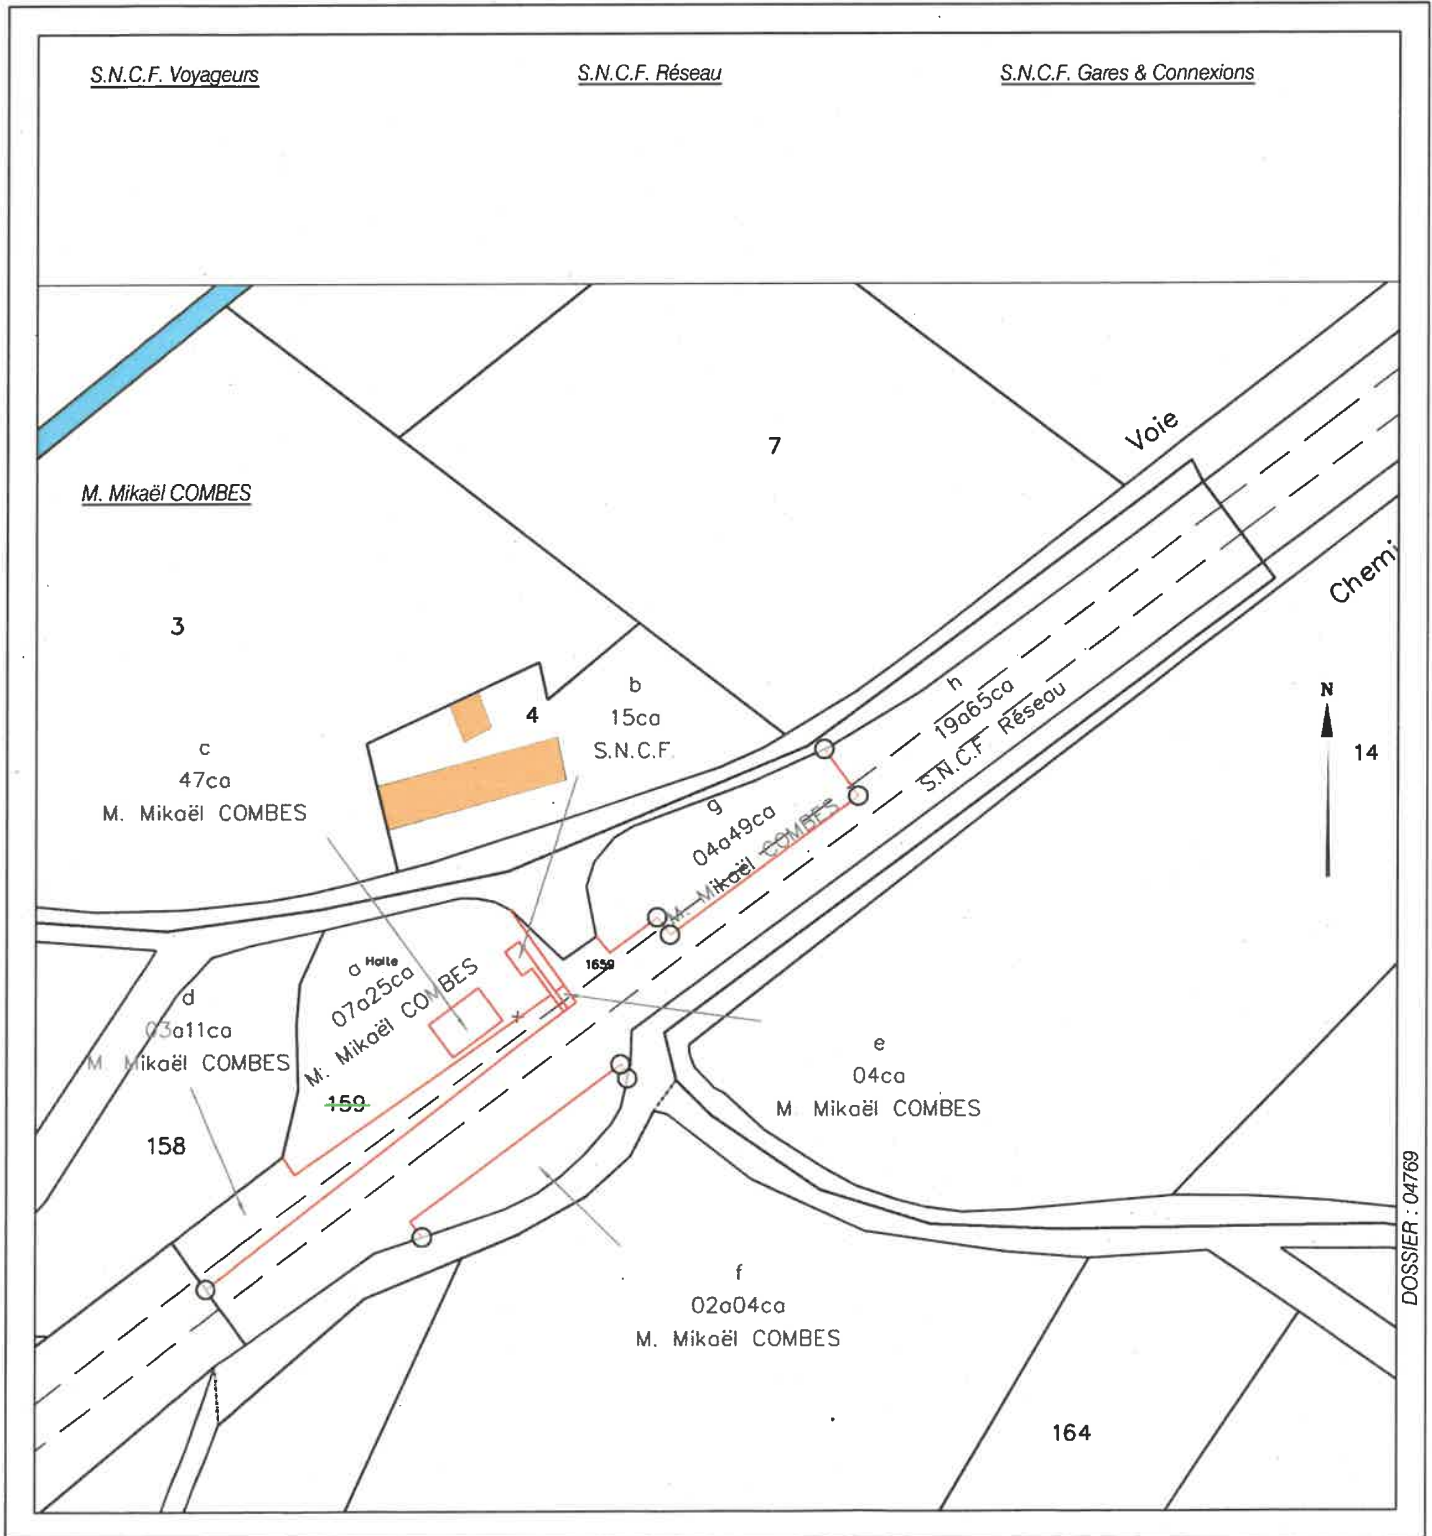 S.N.C.F. Voyageurs
S.N.C.F. Réseau
S.N.C.F. Gares & Connexions
Voie
7
M. Mikaël COMBES
Chemi
3
b
15ca
S.N.C.F.
4
h
19a65ca
S.N.C.F. Réseau
N
14
c
47ca
M. Mikaël COMBES
g
04a49ca
M. Mikaël COMBES
1659
a Halte
07a25ca
M. Mikaël COMBES
d
03a11ca
M. Mikaël COMBES
e
04ca
M. Mikaël COMBES
159
158
f
02a04ca
M. Mikaël COMBES
164
DOSSIER : 04769